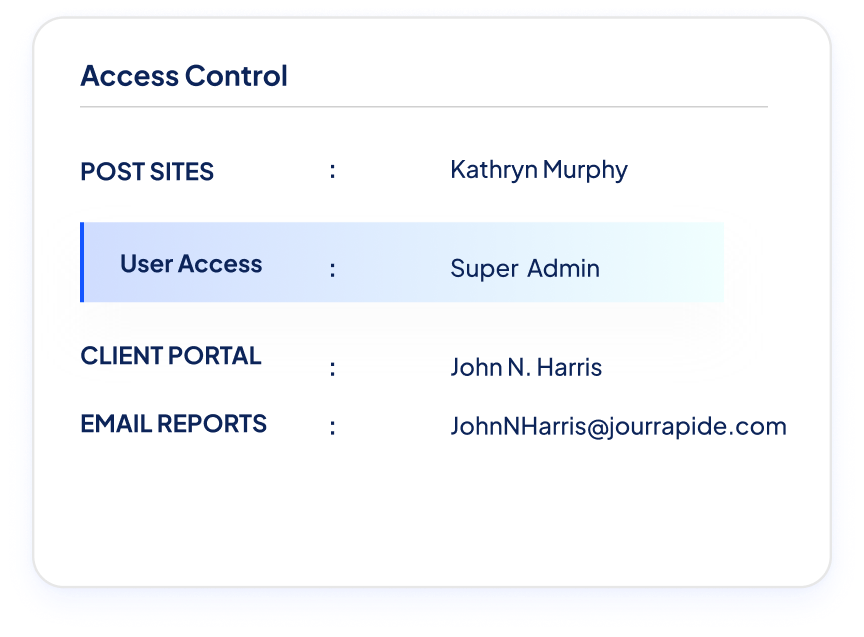 Access Control
POST SITES : Kathryn Murphy
User Access : Super Admin
CLIENT PORTAL : John N. Harris
EMAIL REPORTS : JohnNHarris@jourrapide.com